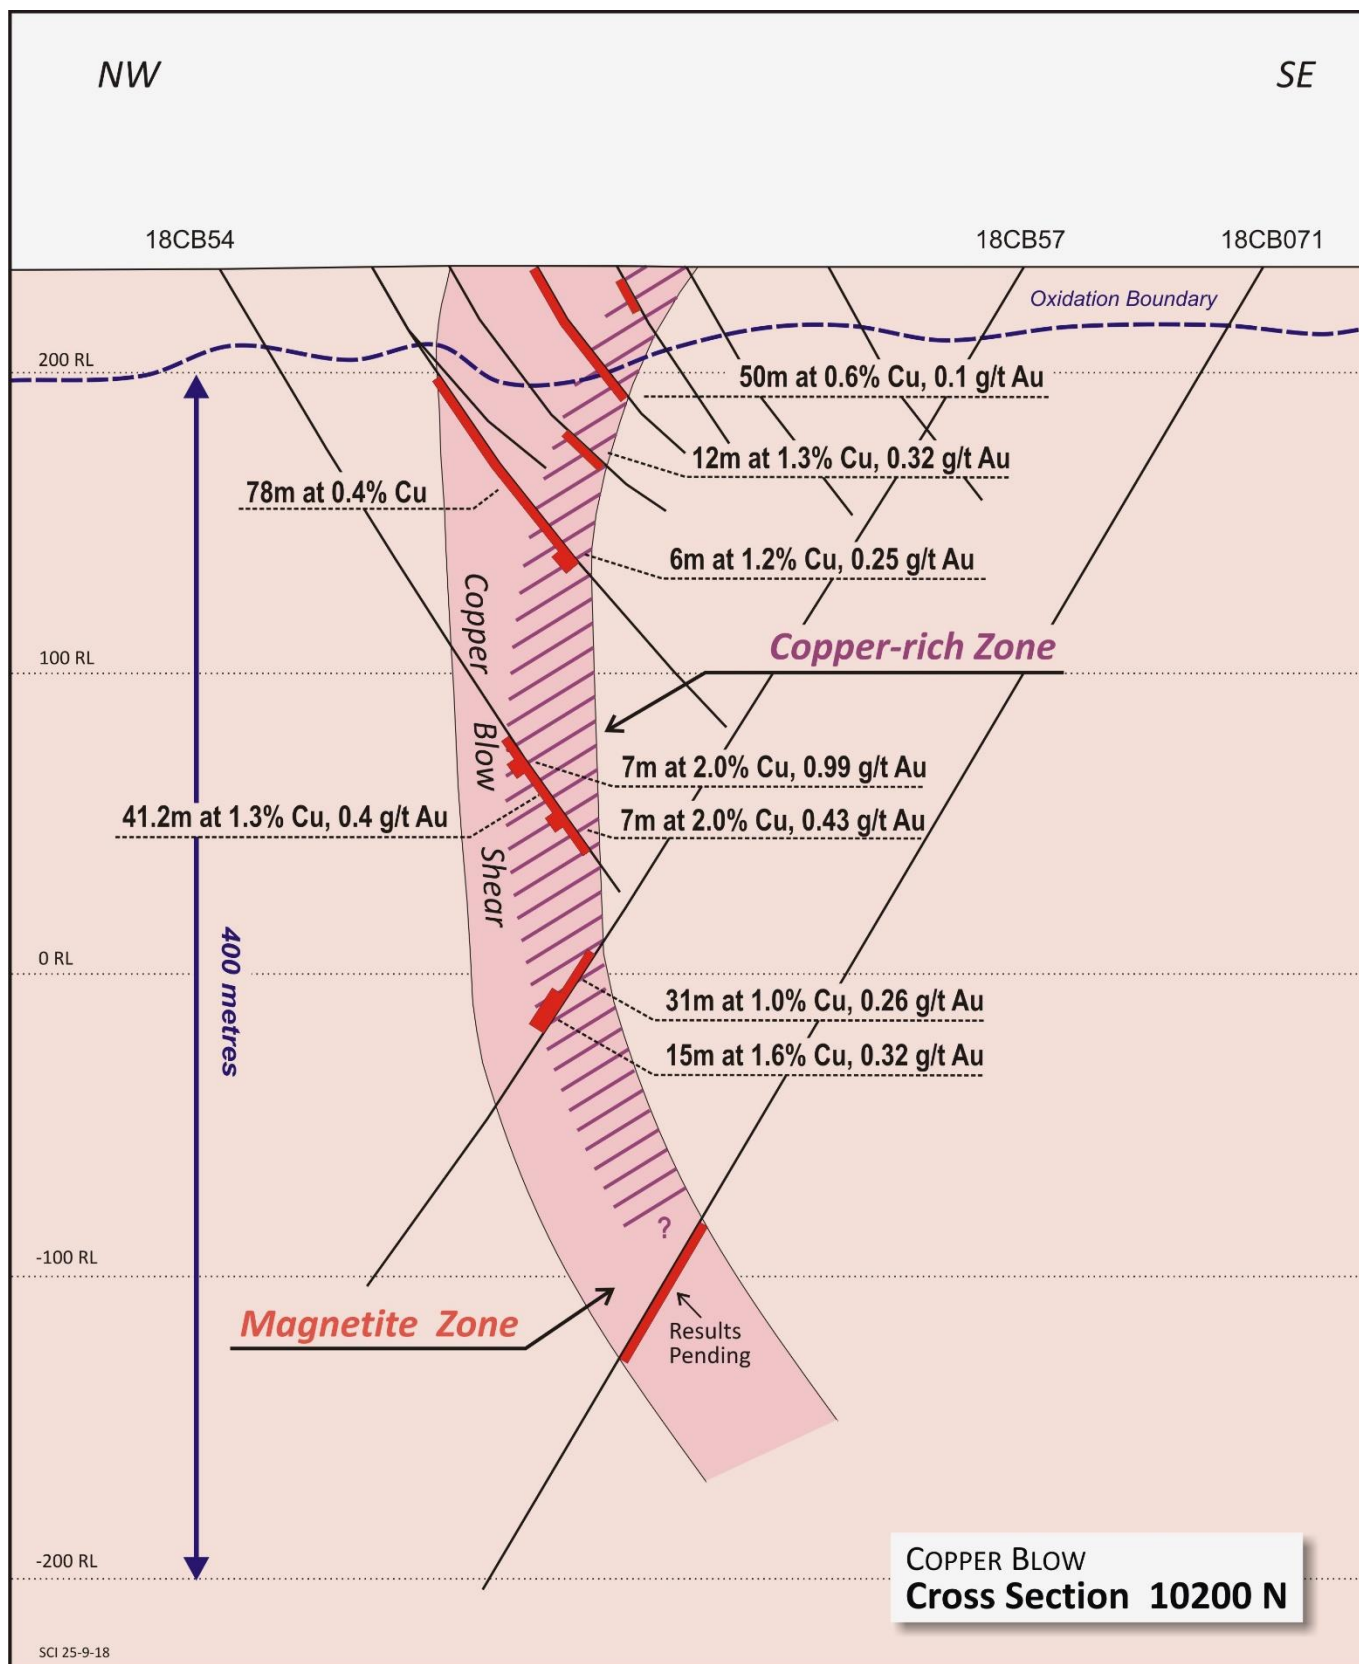 NW
SE
18CB54
18CB57
18CB071
Oxidation Boundary
200 RL
50m at 0.6% Cu, 0.1 g/t Au
12m at 1.3% Cu, 0.32 g/t Au
78m at 0.4% Cu
6m at 1.2% Cu, 0.25 g/t Au
Copper Blow Shear
100 RL
Copper-rich Zone
7m at 2.0% Cu, 0.99 g/t Au
41.2m at 1.3% Cu, 0.4 g/t Au
7m at 2.0% Cu, 0.43 g/t Au
400 metres
0 RL
31m at 1.0% Cu, 0.26 g/t Au
15m at 1.6% Cu, 0.32 g/t Au
?
-100 RL
Magnetite Zone
Results
Pending
-200 RL
COPPER BLOW
Cross Section 10200 N
SCI 25-9-18